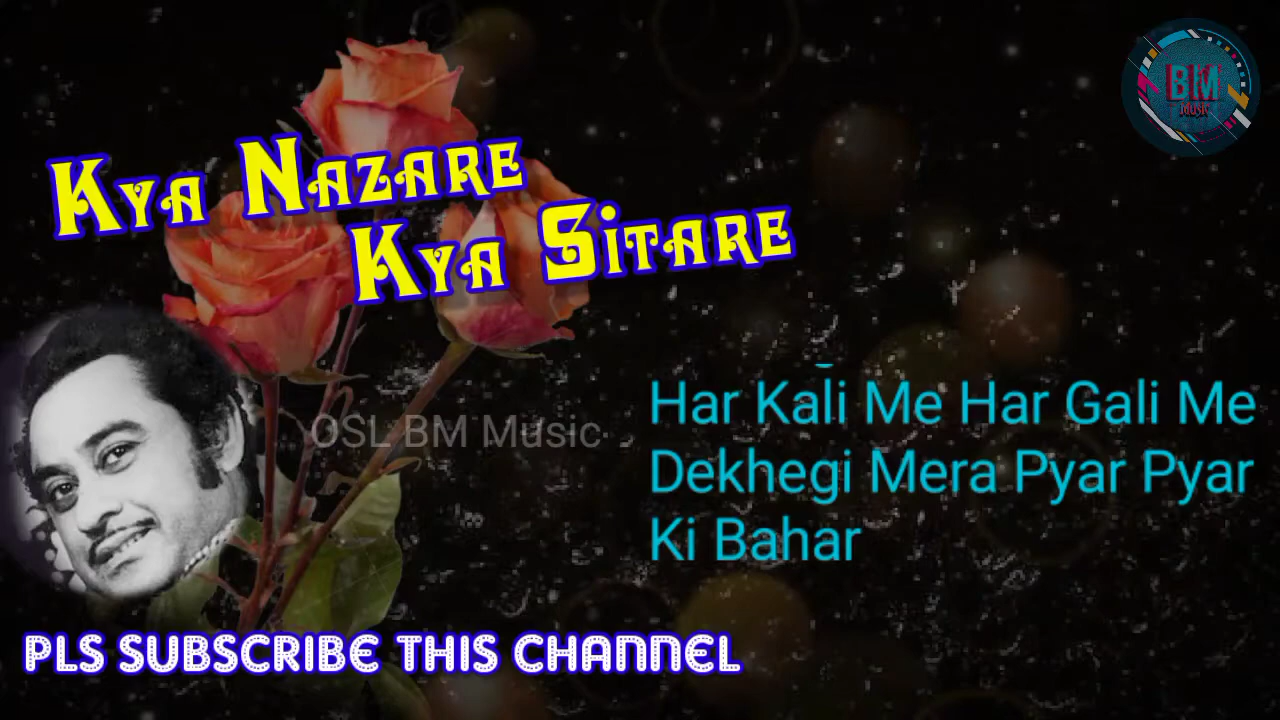 BM
Music
Kya Nazare
Kya Sitare
Har Kali Me Har Gali Me
Dekhegi Mera Pyar Pyar
Ki Bahar
OSL BM Music
PLS SUBSCRIBE THIS CHANNEL